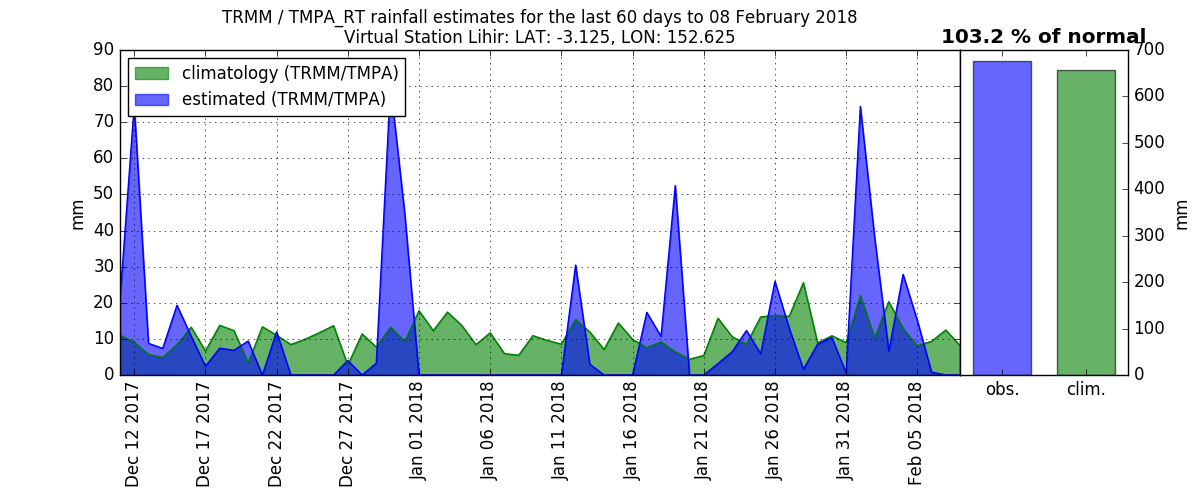 TRMM / TMPA_RT rainfall estimates for the last 60 days to 08 February 2018
Virtual Station Lihir: LAT: -3.125, LON: 152.625
103.2 % of normal
climatology (TRMM/TMPA)
estimated (TRMM/TMPA)
90
80
70
60
50
40
30
20
10
0
mm
Dec 12 2017
Dec 17 2017
Dec 22 2017
Dec 27 2017
Jan 01 2018
Jan 06 2018
Jan 11 2018
Jan 16 2018
Jan 21 2018
Jan 26 2018
Jan 31 2018
Feb 05 2018
obs.
clim.
700
600
500
400
300
200
100
0
mm